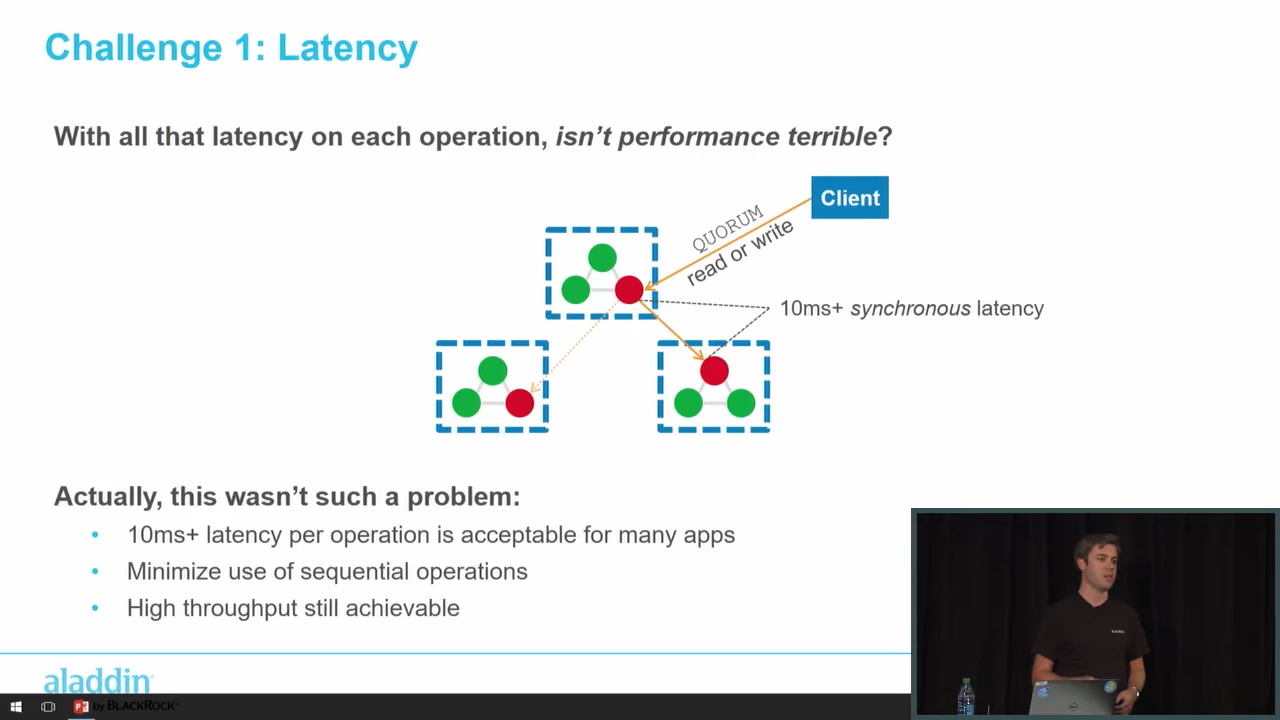 Challenge 1: Latency
With all that latency on each operation, isn't performance terrible?
Client
QUORUM
read or write
10ms+ synchronous latency
Actually, this wasn't such a problem:
• 10ms+ latency per operation is acceptable for many apps
• Minimize use of sequential operations
• High throughput still achievable
aladdin
by BLACKROCK